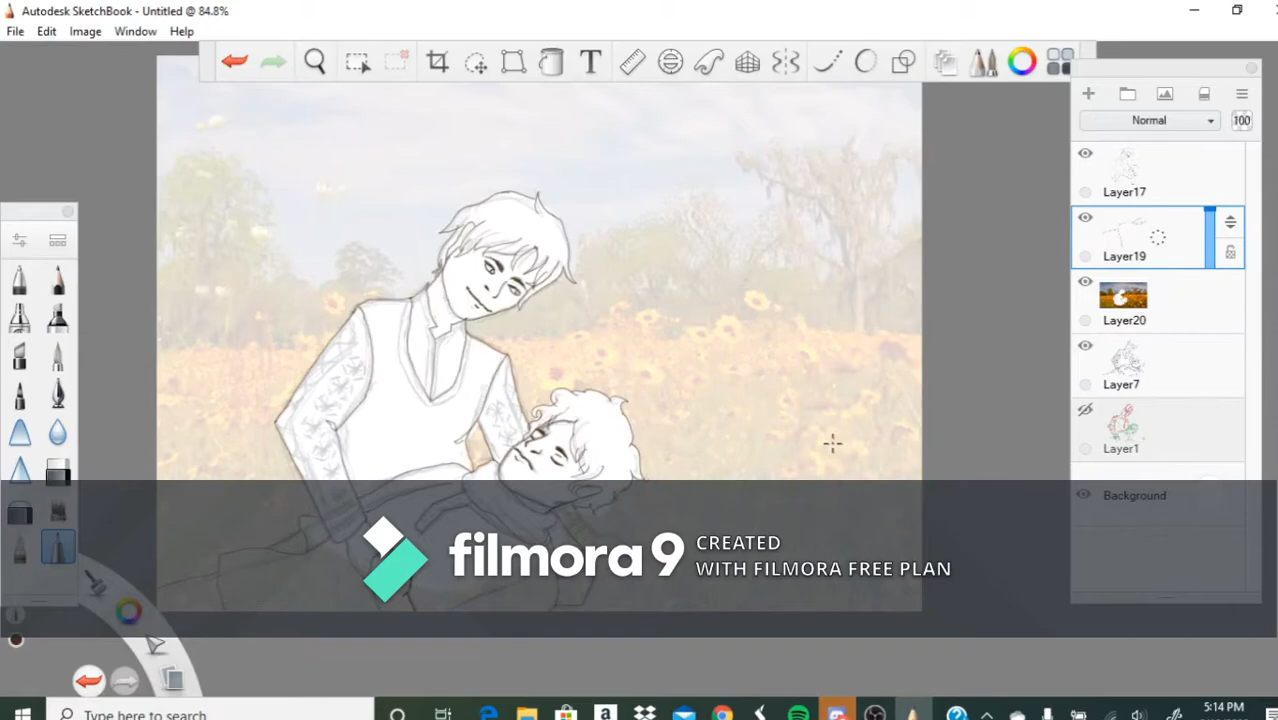 Autodesk SketchBook - Untitled @ 84.8%
File Edit Image Window Help
T
Normal 100
Layer17
Layer19
Layer20
Layer7
Layer1
Background
filmora 9 CREATED
WITH FILMORA FREE PLAN
5:14 PM
Type here to search